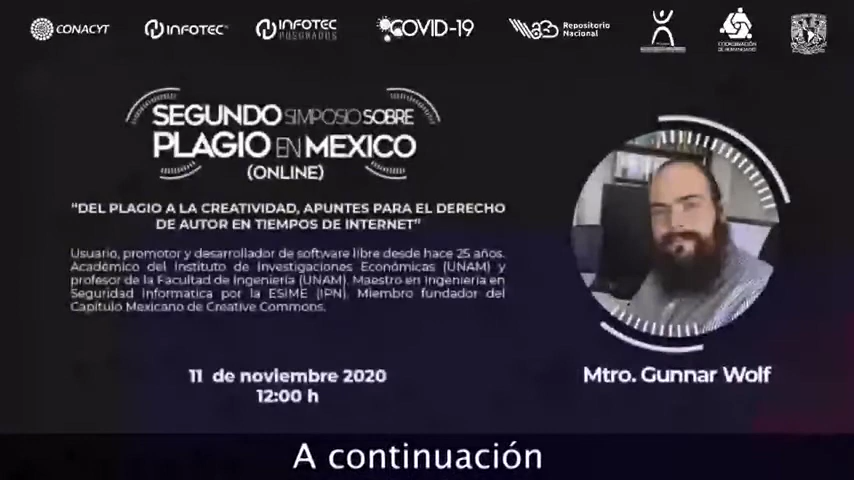 CONACYT
INFOTEC
INFOTEC
POSGRADOS
COVID-19
Repositorio
Nacional
SEGUNDO SIMPOSIO SOBRE
PLAGIO EN MEXICO
(ONLINE)
“DEL PLAGIO A LA CREATIVIDAD, APUNTES PARA EL DERECHO
DE AUTOR EN TIEMPOS DE INTERNET”
Usuario, promotor y desarrollador de software libre desde hace 25 años.
Académico del Instituto de Investigaciones Económicas (UNAM) y
profesor de la Facultad de Ingeniería (UNAM). Maestro en Ingeniería en
Seguridad Informatica por la ESIME (IPN). Miembro fundador del
Capítulo Mexicano de Creative Commons.
11 de noviembre 2020
12:00 h
Mtro. Gunnar Wolf
A continuación